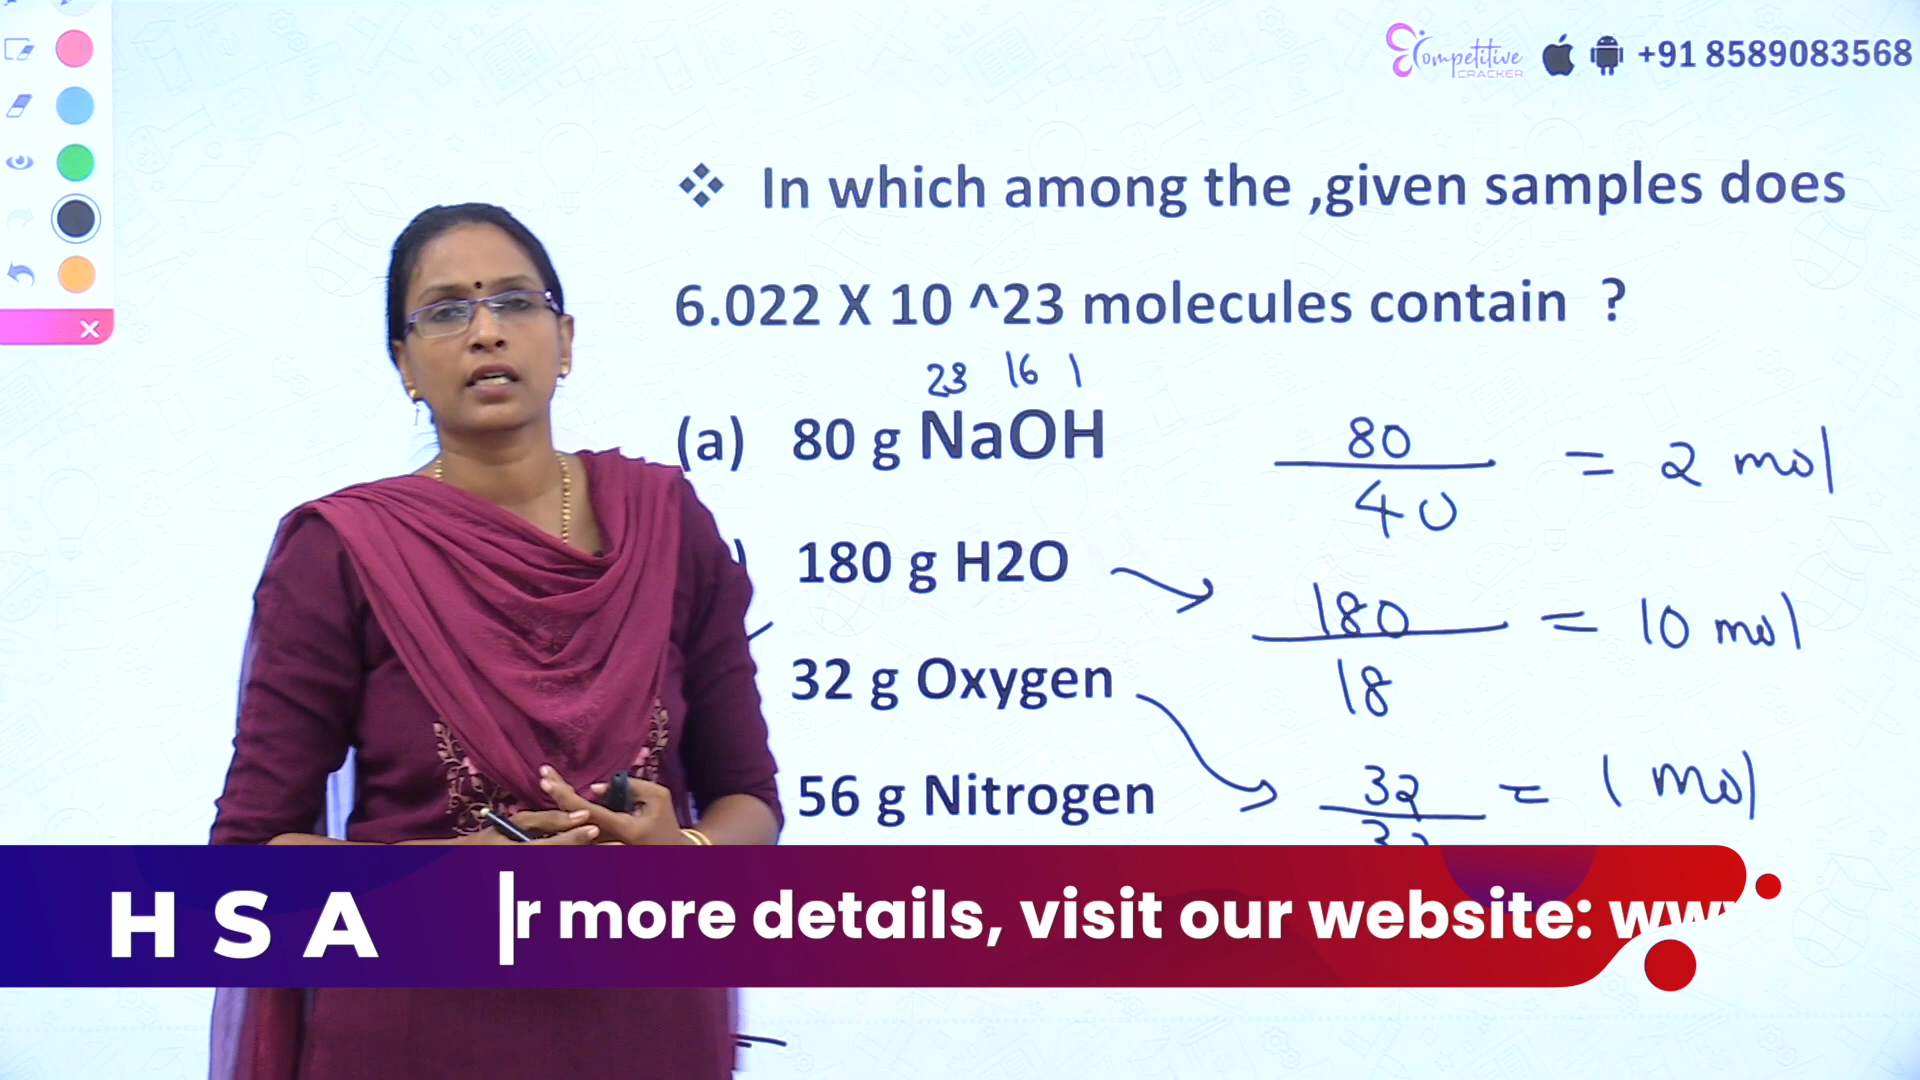 Competitive
CRACKER
+91 8589083568
❖ In which among the ,given samples does
6.022 X 10 ^23 molecules contain ?
23 16 1
(a) 80 g NaOH
80
40
= 2 mol
) 180 g H2O
180
18
= 10 mol
32 g Oxygen
32
32
= 1 mol
56 g Nitrogen
H S A
r more details, visit our website: www